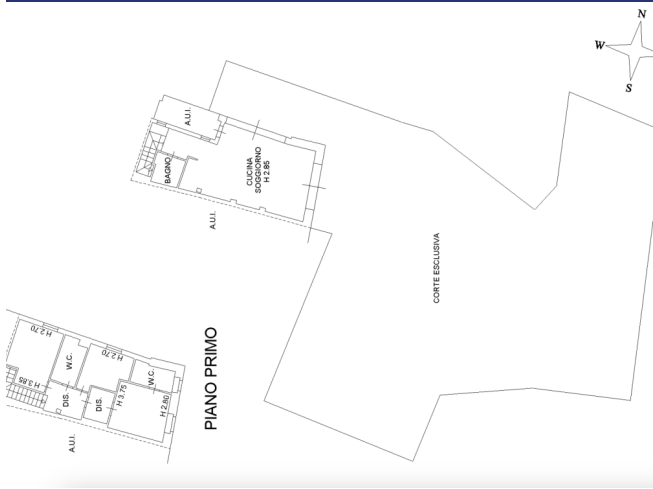 N
W
S
A.U.I.
BAGNO
CUCINA
SOGGIORNO
H 2.85
A.U.I.
CORTE ESCLUSIVA
H 2.70
W.C.
H 2.70
W.C.
H 3.85
DIS.
DIS.
H 3.75
H 2.80
A.U.I.
PIANO PRIMO